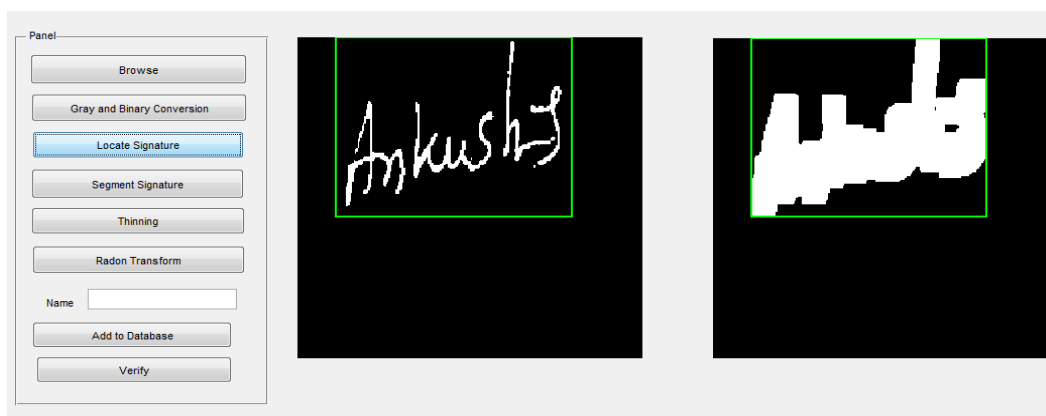 Panel
Browse
Gray and Binary Conversion
Locate Signature
Segment Signature
Thinning
Radon Transform
Name
Add to Database
Verify
Ankush